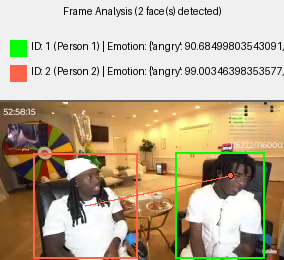 Frame Analysis (2 face(s) detected)
ID: 1 (Person 1) | Emotion: {'angry': 90.68499803543091,
ID: 2 (Person 2) | Emotion: {'angry': 99.00346398353577,
52:58:15
/116000